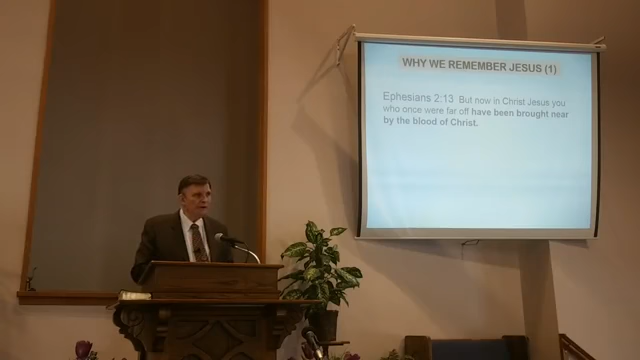 WHY WE REMEMBER JESUS (1)
Ephesians 2:13 But now in Christ Jesus you
who once were far off have been brought near
by the blood of Christ.